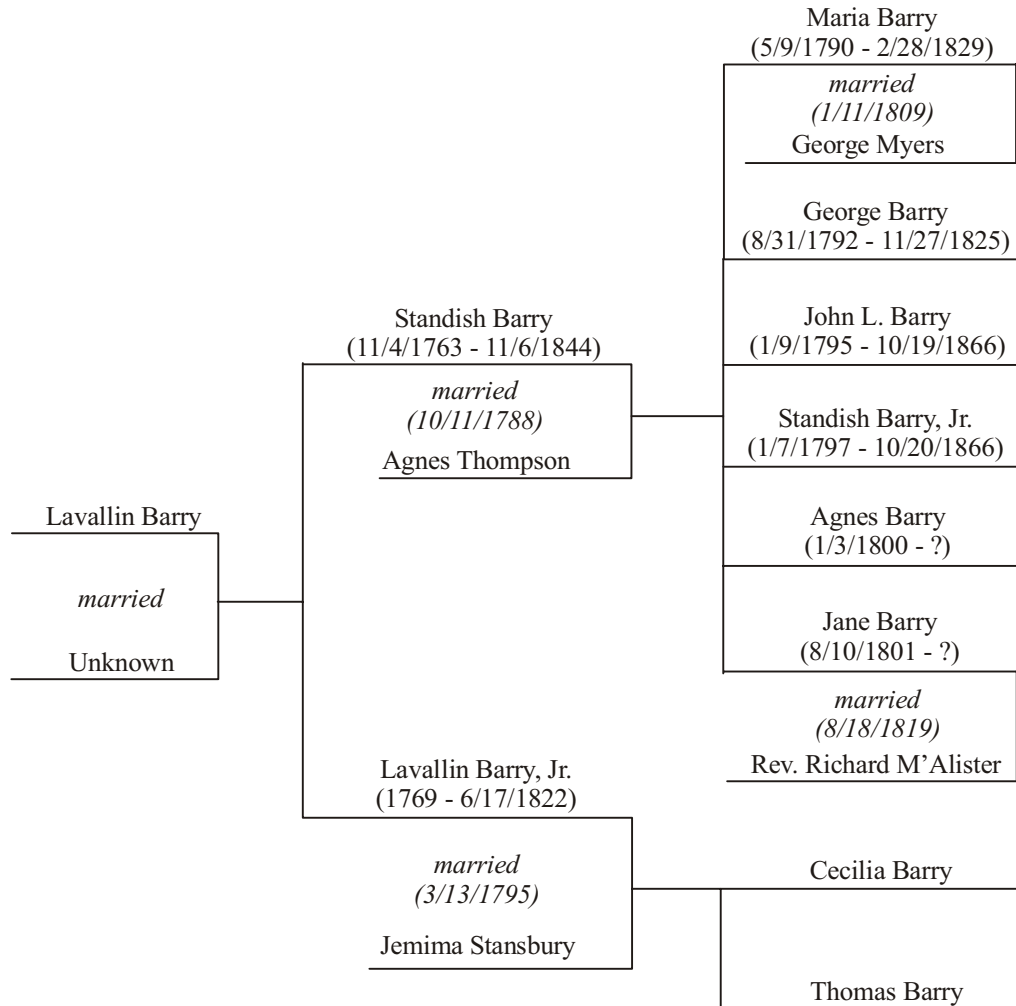 Maria Barry
(5/9/1790 - 2/28/1829)
married
(1/11/1809)
George Myers
George Barry
(8/31/1792 - 11/27/1825)
Standish Barry
(11/4/1763 - 11/6/1844)
married
(10/11/1788)
Agnes Thompson
John L. Barry
(1/9/1795 - 10/19/1866)
Standish Barry, Jr.
(1/7/1797 - 10/20/1866)
Agnes Barry
(1/3/1800 - ?)
Jane Barry
(8/10/1801 - ?)
married
(8/18/1819)
Rev. Richard M’Alister
Lavallin Barry
married
Unknown
Lavallin Barry, Jr.
(1769 - 6/17/1822)
married
(3/13/1795)
Jemima Stansbury
Cecilia Barry
Thomas Barry